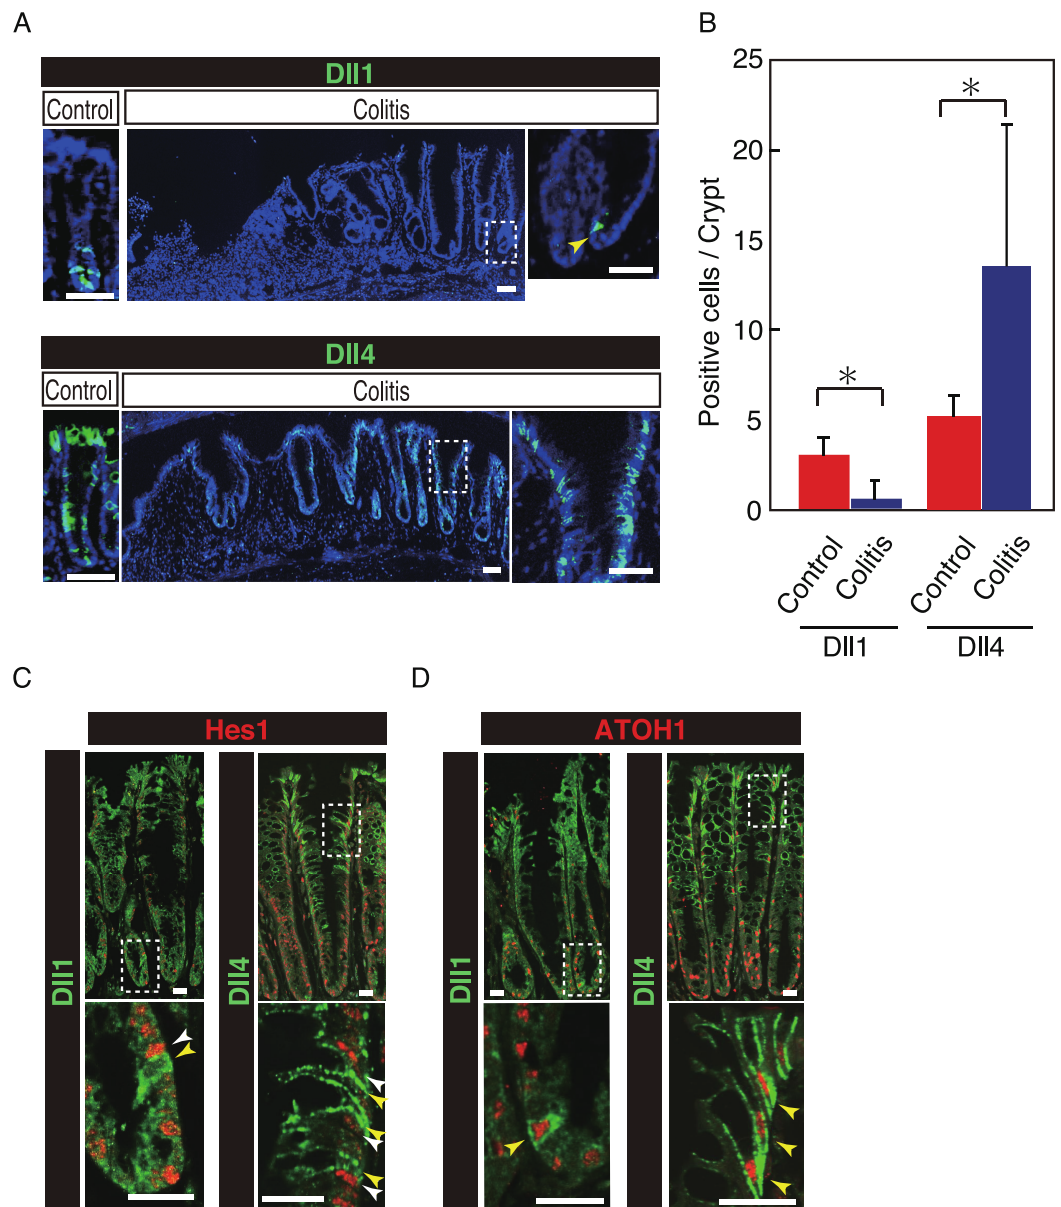 A
Dll1
Control
Colitis
Dll4
Control
Colitis
B
25
20
15
10
5
0
Positive cells / Crypt
*
*
Control
Colitis
Control
Colitis
Dll1
Dll4
C
Hes1
Dll1
Dll4
D
ATOH1
Dll1
Dll4